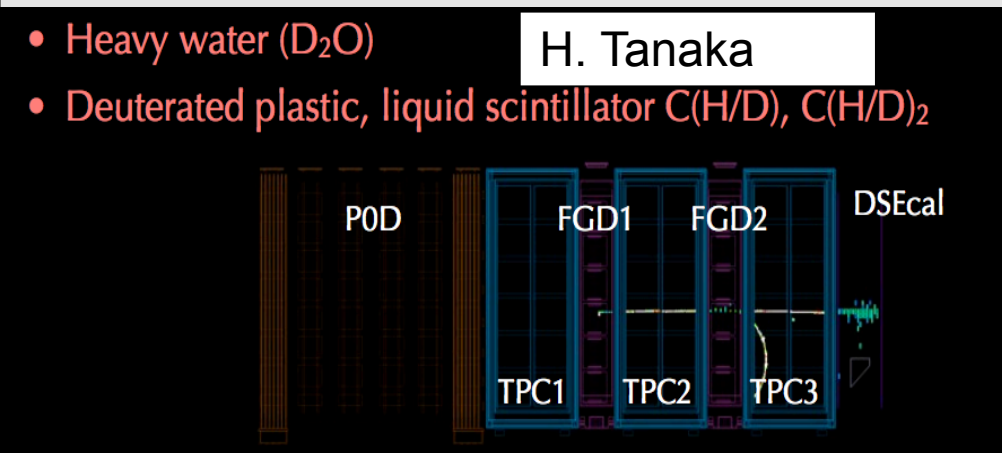 • Heavy water (D₂O)
H. Tanaka
• Deuterated plastic, liquid scintillator C(H/D), C(H/D)₂
P0D
FGD1
FGD2
DSEcal
TPC1
TPC2
TPC3